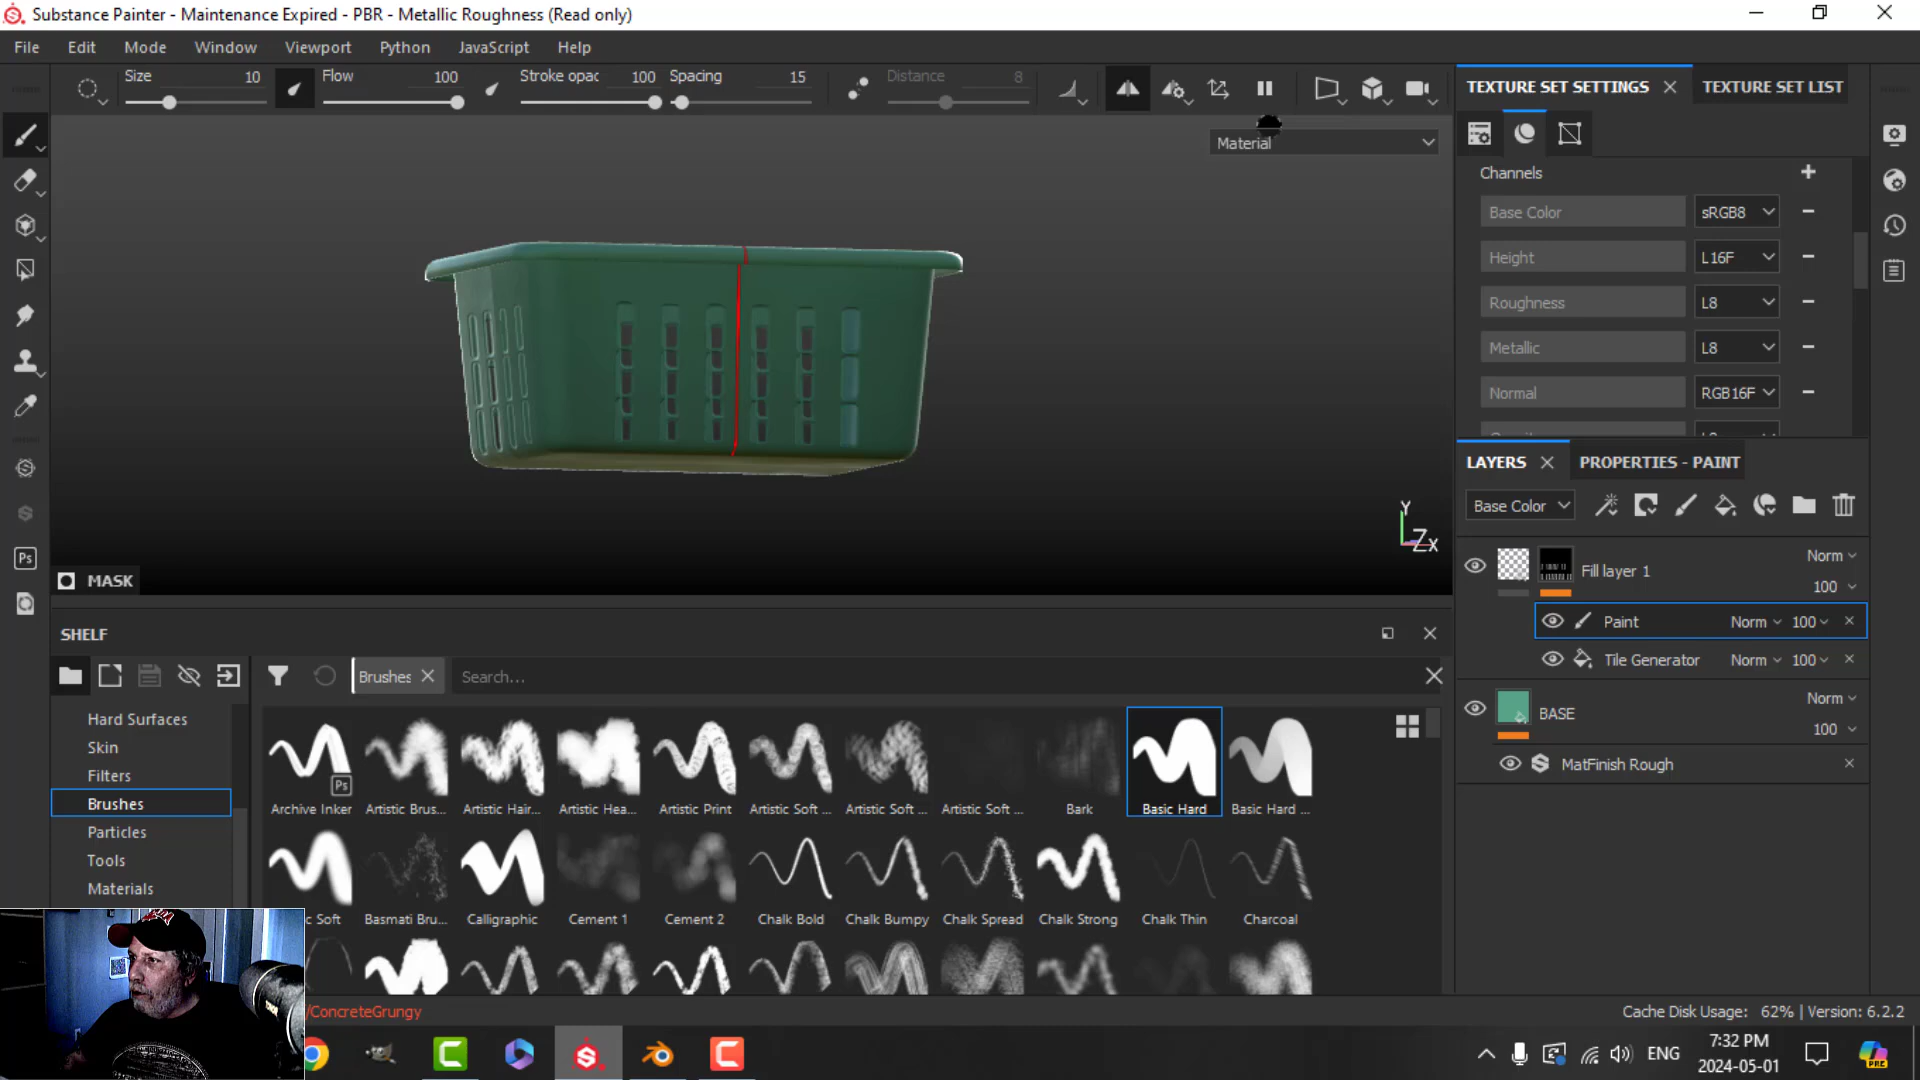 Substance Painter - Maintenance Expired - PBR - Metallic Roughness (Read only)
File Edit Mode Window Viewport Python JavaScript Help
Size 10 Flow 100 Stroke opac 100 Spacing 15 Distance 8
TEXTURE SET SETTINGS TEXTURE SET LIST
Material
Channels
Base Color sRGB8
Height L16F
Roughness L8
Metallic L8
Normal RGB16F
Y
Z X
MASK
LAYERS PROPERTIES - PAINT
Base Color
Norm
Fill layer 1
100
Paint Norm 100
Tile Generator Norm 100
Norm
BASE
100
MatFinish Rough
SHELF
Brushes Search...
Hard Surfaces
Skin
Filters
Brushes
Particles
Tools
Materials
Ps
Archive Inker Artistic Brus... Artistic Hair... Artistic Hea... Artistic Print Artistic Soft ... Artistic Soft ... Artistic Soft ... Bark Basic Hard Basic Hard ...
Soft Basmati Bru... Calligraphic Cement 1 Cement 2 Chalk Bold Chalk Bumpy Chalk Spread Chalk Strong Chalk Thin Charcoal
/ConcreteGrungy
Cache Disk Usage: 62% | Version: 6.2.2
ENG
7:32 PM
2024-05-01